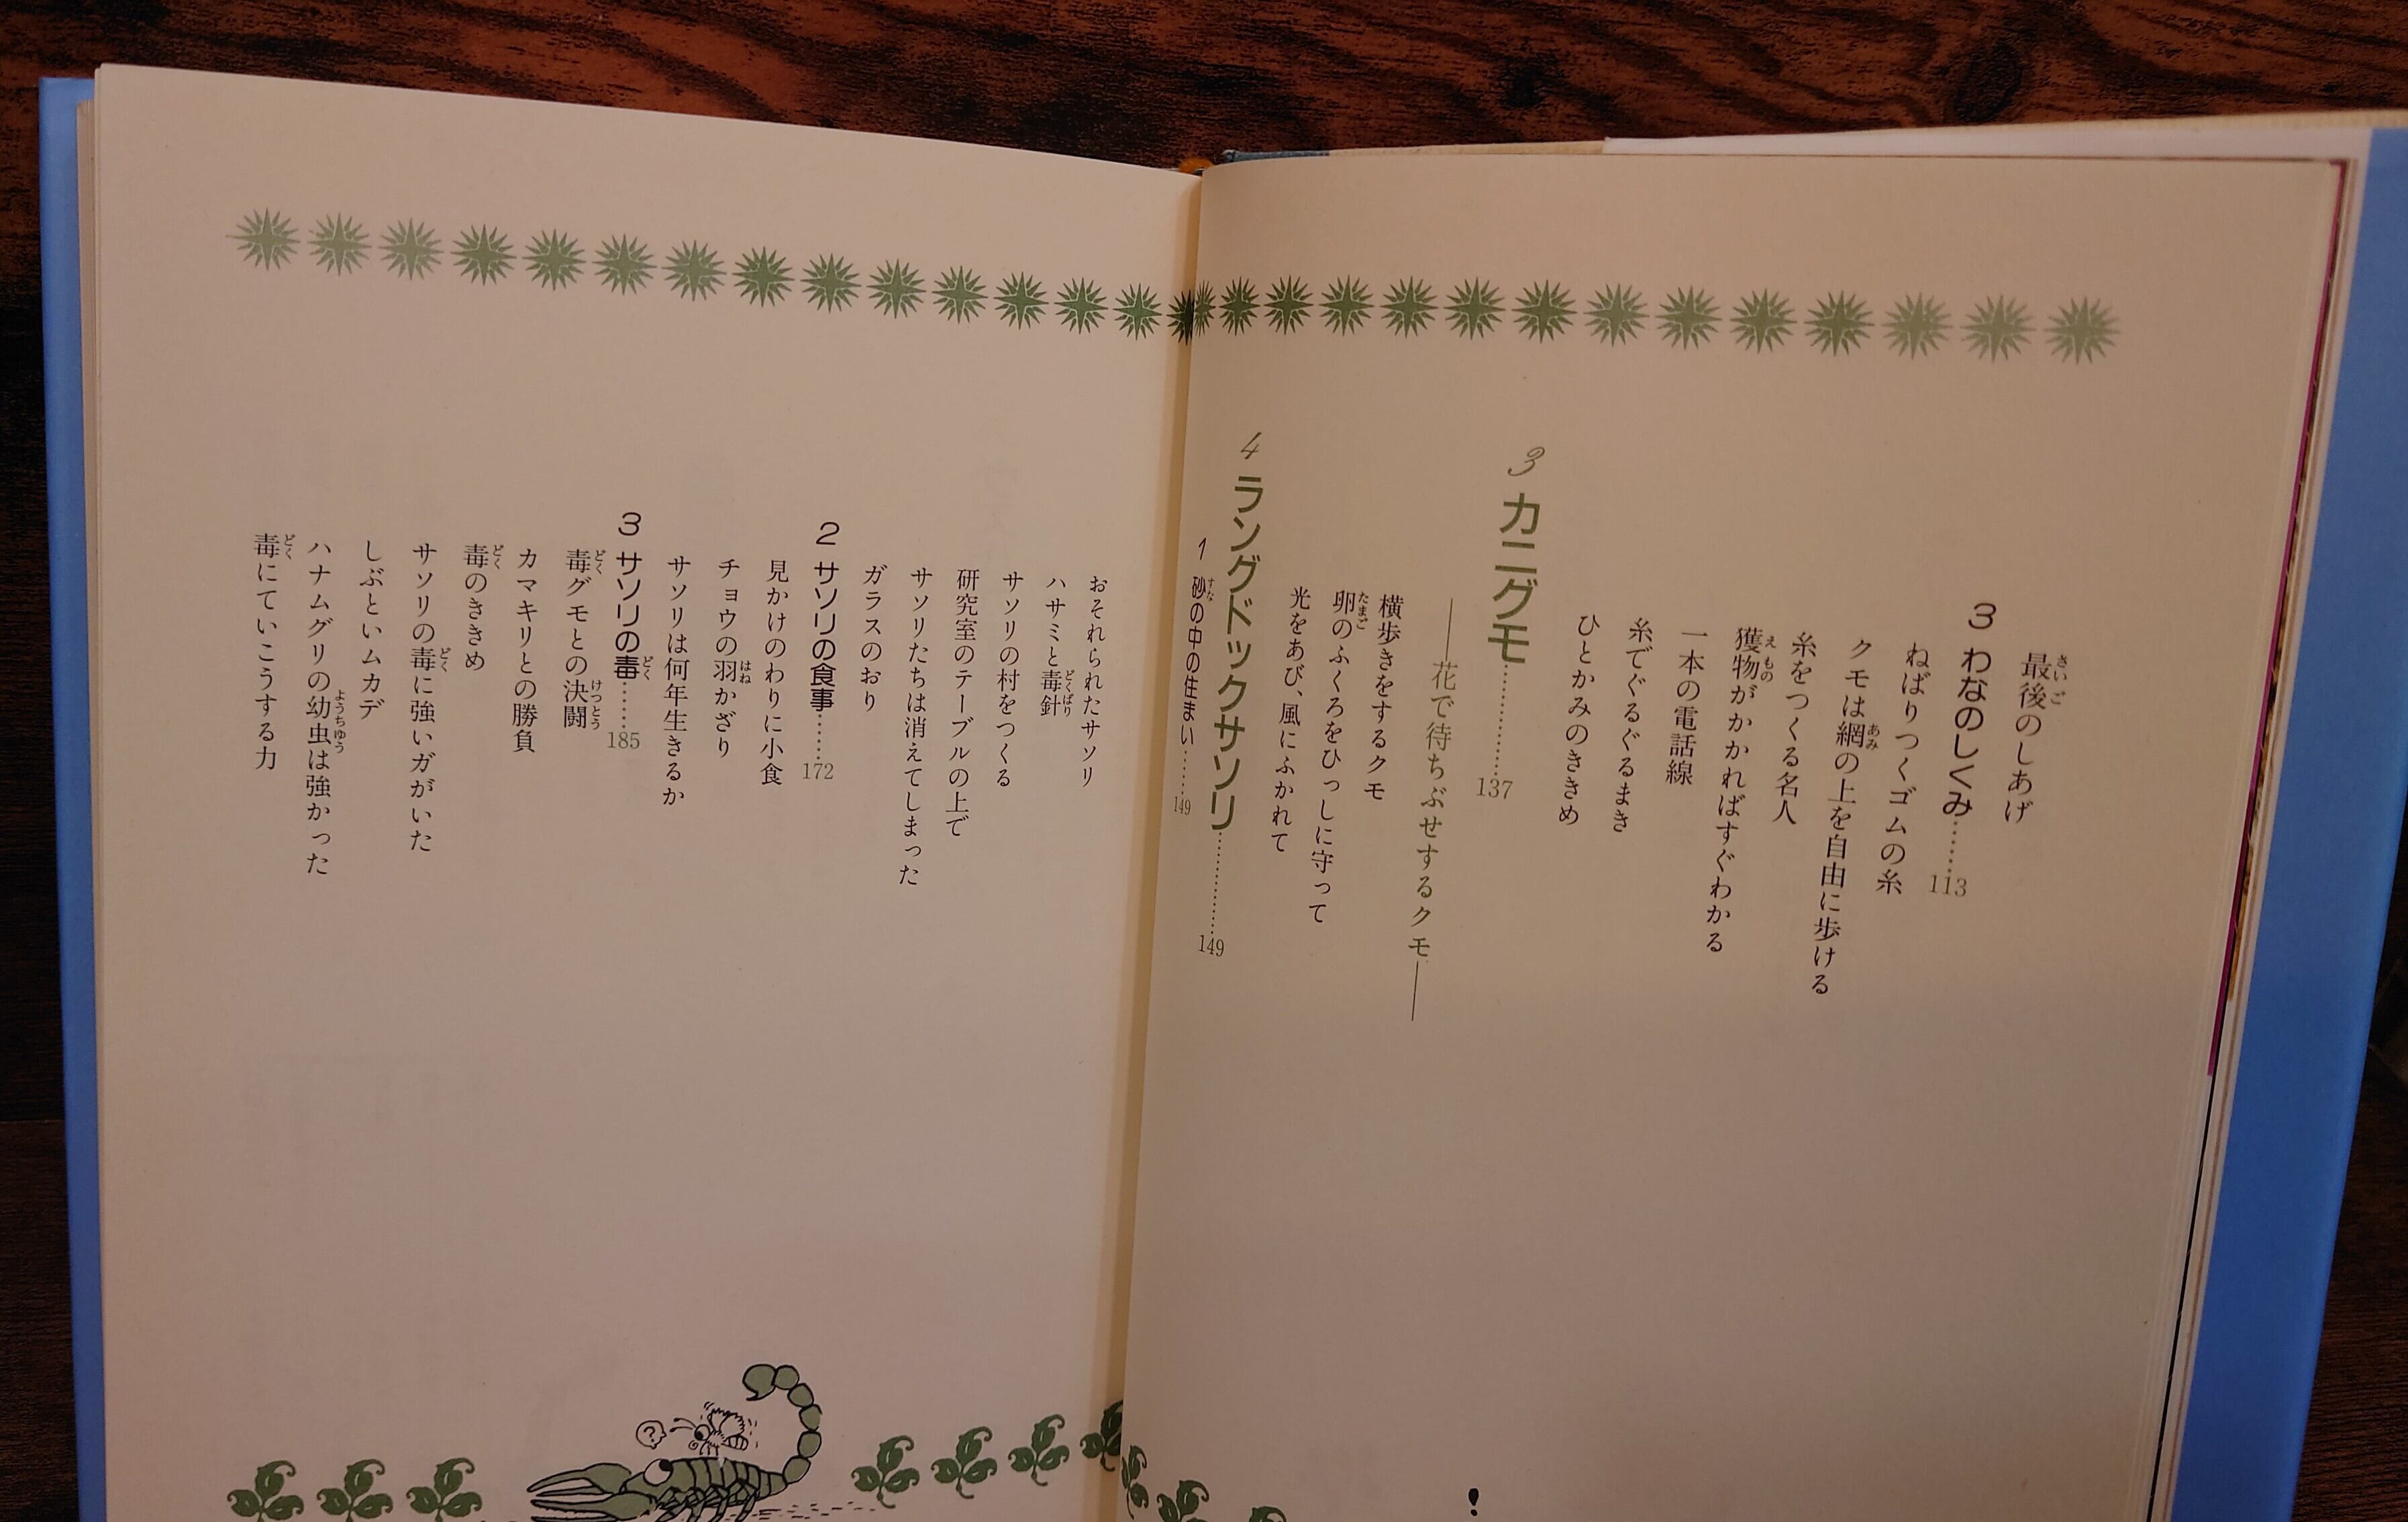 最後のしあげ
3 わなのしくみ……113
ねばりつくゴムの糸
クモは網の上を自由に歩ける
糸をつくる名人
獲物がかかればすぐわかる
一本の電話線
糸でぐるぐるまき
ひとかみのききめ
3 カニグモ……137
——花で待ちぶせするクモ——
横歩きをするクモ
卵のふくろをひっしに守って
光をあび、風にふかれて
4 ラングドックサソリ……149
1 砂の中の住まい……149
おそれられたサソリ
ハサミと毒針
サソリの村をつくる
研究室のテーブルの上で
サソリたちは消えてしまった
ガラスのおり
2 サソリの食事……172
見かけのわりに小食
チョウの羽かざり
サソリは何年生きるか
3 サソリの毒……185
毒グモとの決闘
カマキリとの勝負
毒のききめ
サソリの毒に強いガがいた
しぶといムカデ
ハナムグリの幼虫は強かった
毒にていこうする力
?
!